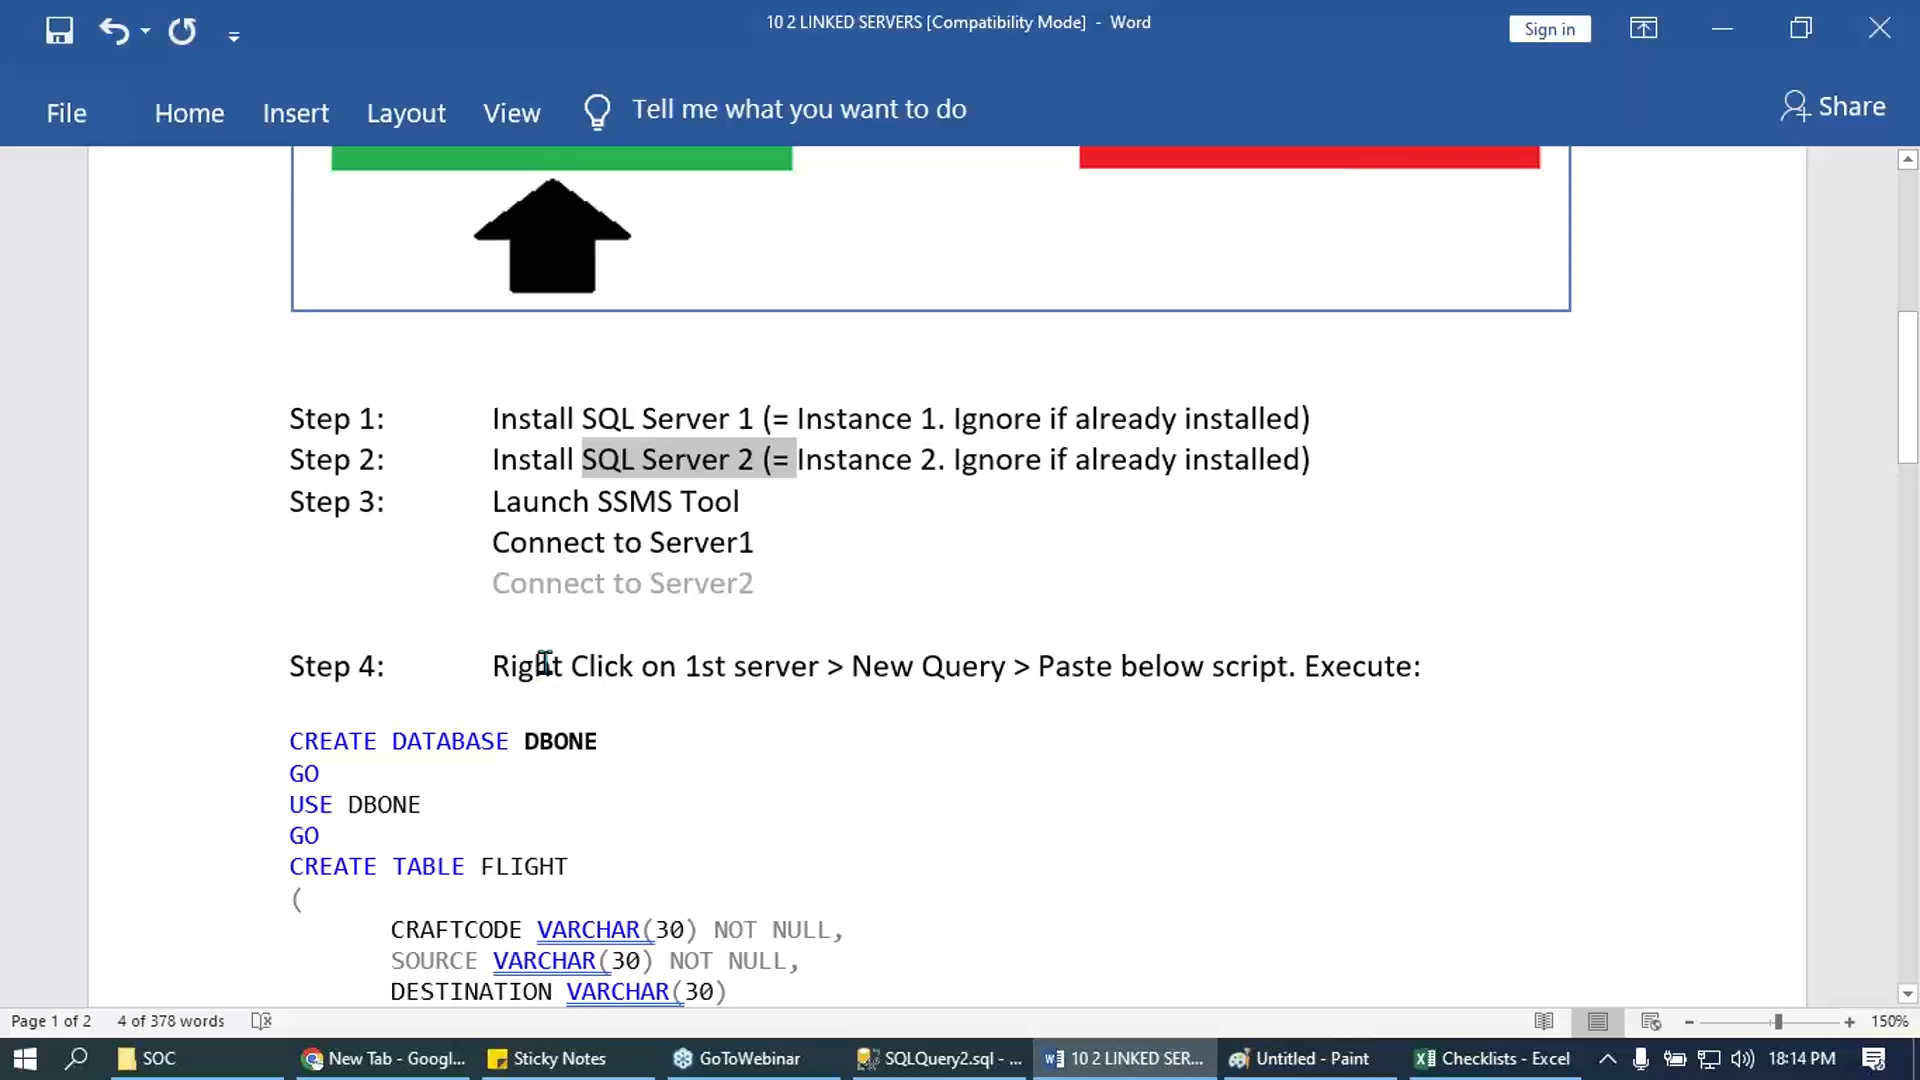 10 2 LINKED SERVERS [Compatibility Mode] - Word
Sign in
File Home Insert Layout View Tell me what you want to do
Share
Step 1: Install SQL Server 1 (= Instance 1. Ignore if already installed)
Step 2: Install SQL Server 2 (= Instance 2. Ignore if already installed)
Step 3: Launch SSMS Tool
Connect to Server1
Connect to Server2
Step 4: Right Click on 1st server > New Query > Paste below script. Execute:
CREATE DATABASE DBONE
GO
USE DBONE
GO
CREATE TABLE FLIGHT
(
CRAFTCODE VARCHAR(30) NOT NULL,
SOURCE VARCHAR(30) NOT NULL,
DESTINATION VARCHAR(30)
Page 1 of 2 4 of 378 words
150%
SOC New Tab - Googl... Sticky Notes GoToWebinar SQLQuery2.sql - ... 10 2 LINKED SER... Untitled - Paint Checklists - Excel 18:14 PM